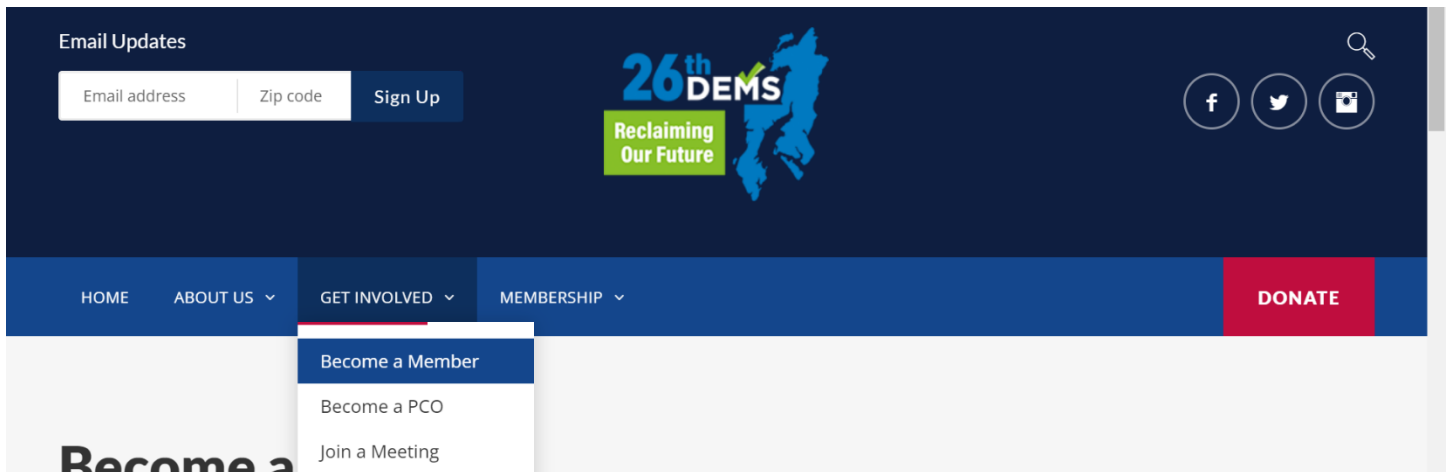 Email Updates
Email address Zip code Sign Up
26th
DEMS
Reclaiming
Our Future
f
HOME ABOUT US GET INVOLVED MEMBERSHIP DONATE
Become a Member
Become a PCO
Join a Meeting
Become a